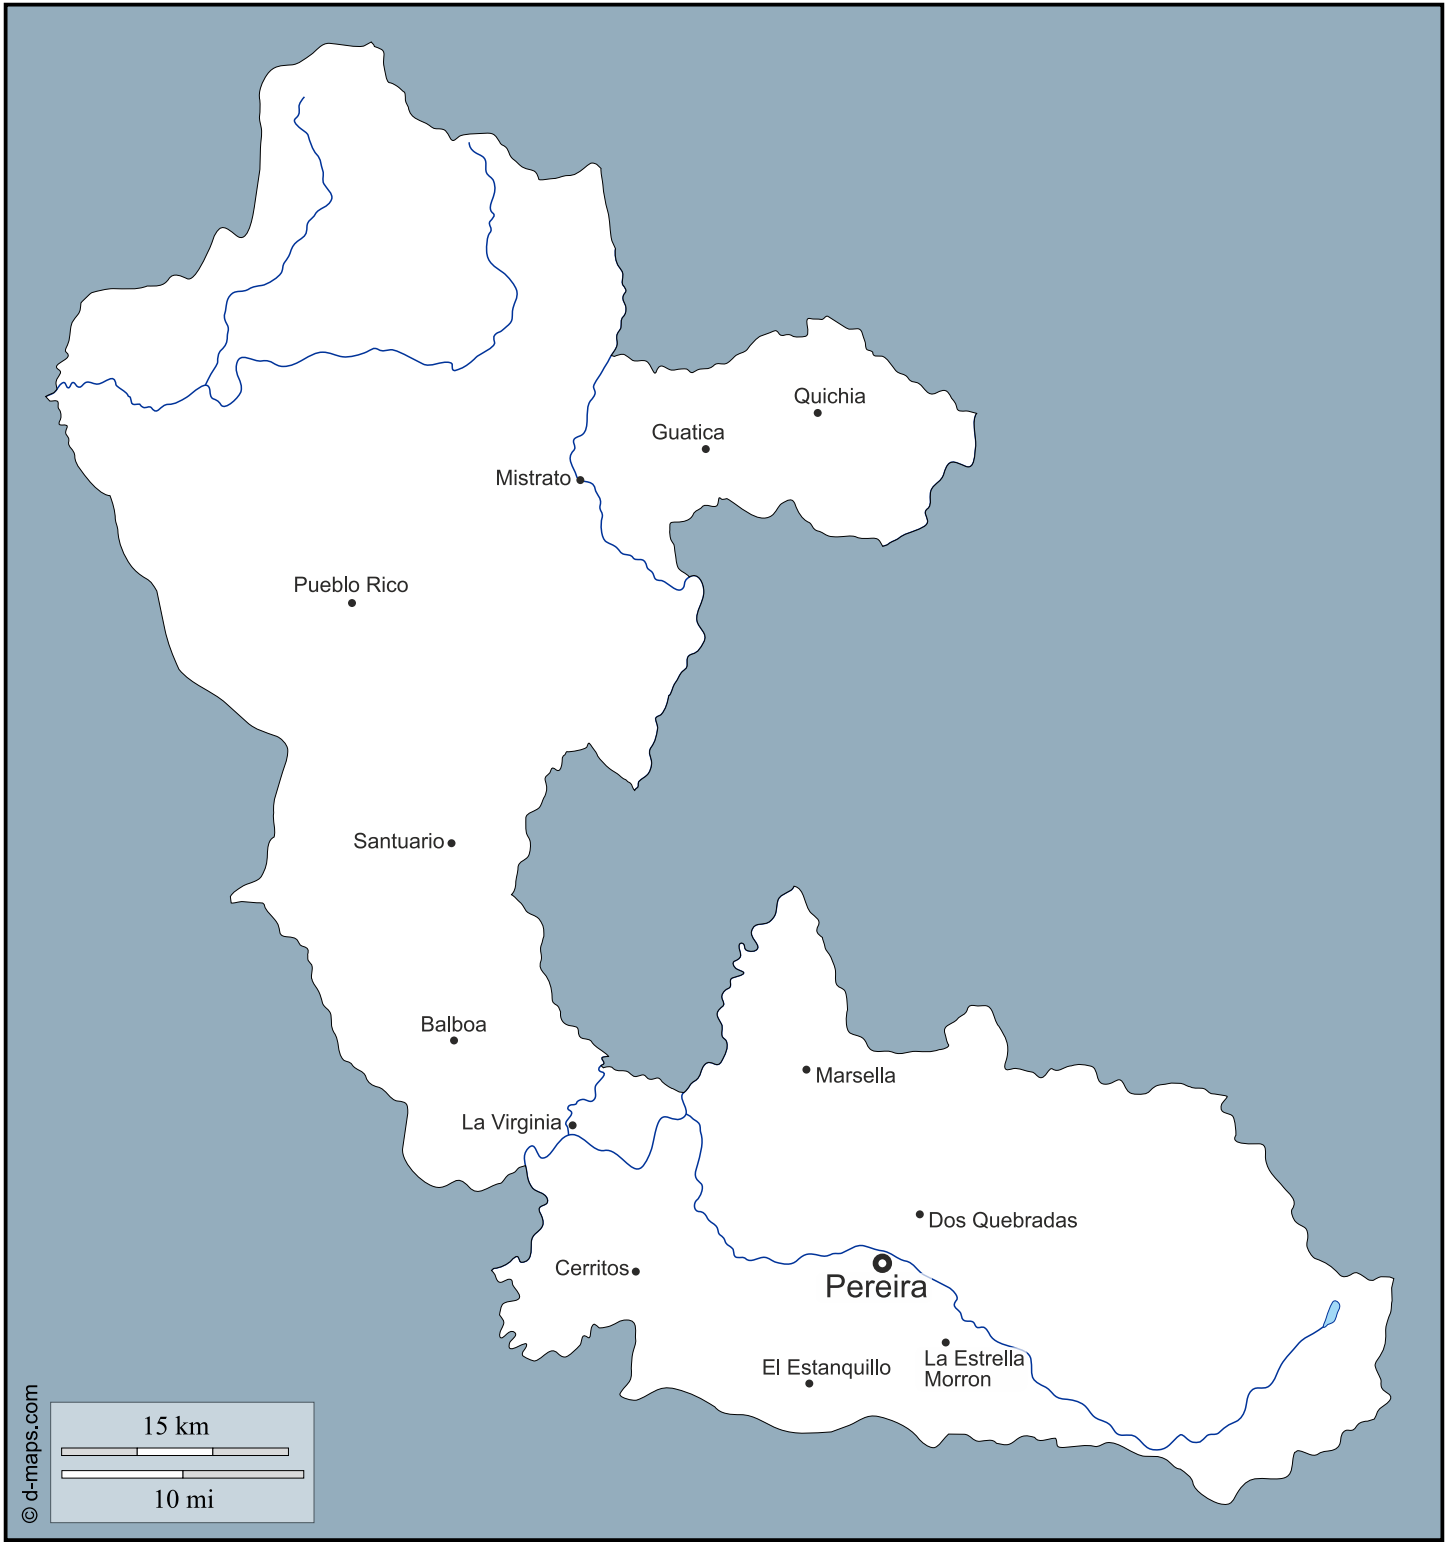 Quichia
Guatica
Mistrato
Pueblo Rico
Santuario
Balboa
Marsella
La Virginia
Dos Quebradas
Cerritos
Pereira
La Estrella
Morron
El Estanquillo
15 km
10 mi
© d-maps.com